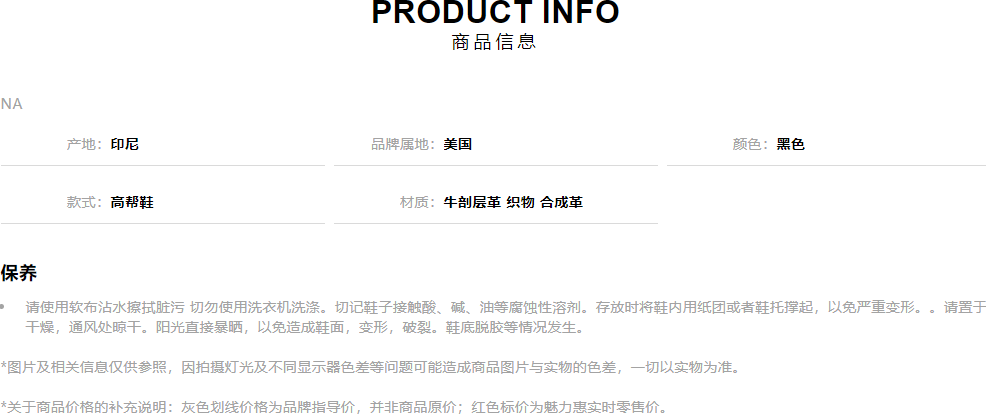 PRODUCT INFO
商品信息
NA
产地：印尼 品牌属地：美国 颜色：黑色
款式：高帮鞋 材质：牛剖层革 织物 合成革
保养
• 请使用软布沾水擦拭脏污 切勿使用洗衣机洗涤。切记鞋子接触酸、碱、油等腐蚀性溶剂。存放时将鞋内用纸团或者鞋托撑起，以免严重变形。。请置于
干燥，通风处晾干。阳光直接暴晒，以免造成鞋面，变形，破裂。鞋底脱胶等情况发生。
*图片及相关信息仅供参照，因拍摄灯光及不同显示器色差等问题可能造成商品图片与实物的色差，一切以实物为准。
*关于商品价格的补充说明：灰色划线价格为品牌指导价，并非商品原价；红色标价为魅力惠实时零售价。